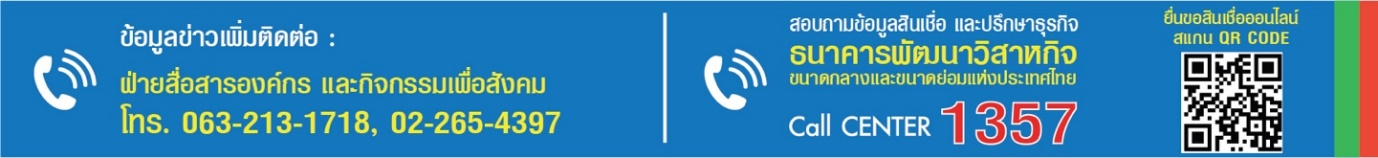 ข้อมูลข่าวเพิ่มติดต่อ :
ฝ่ายสื่อสารองค์กร และกิจกรรมเพื่อสังคม
โทร. 063-213-1718, 02-265-4397
สอบถามข้อมูลสินเชื่อ และปรึกษาธุรกิจ
ธนาคารพัฒนาวิสาหกิจ
ขนาดกลางและขนาดย่อมแห่งประเทศไทย
Call CENTER 1357
ยื่นขอสินเชื่อออนไลน์
สแกน QR CODE